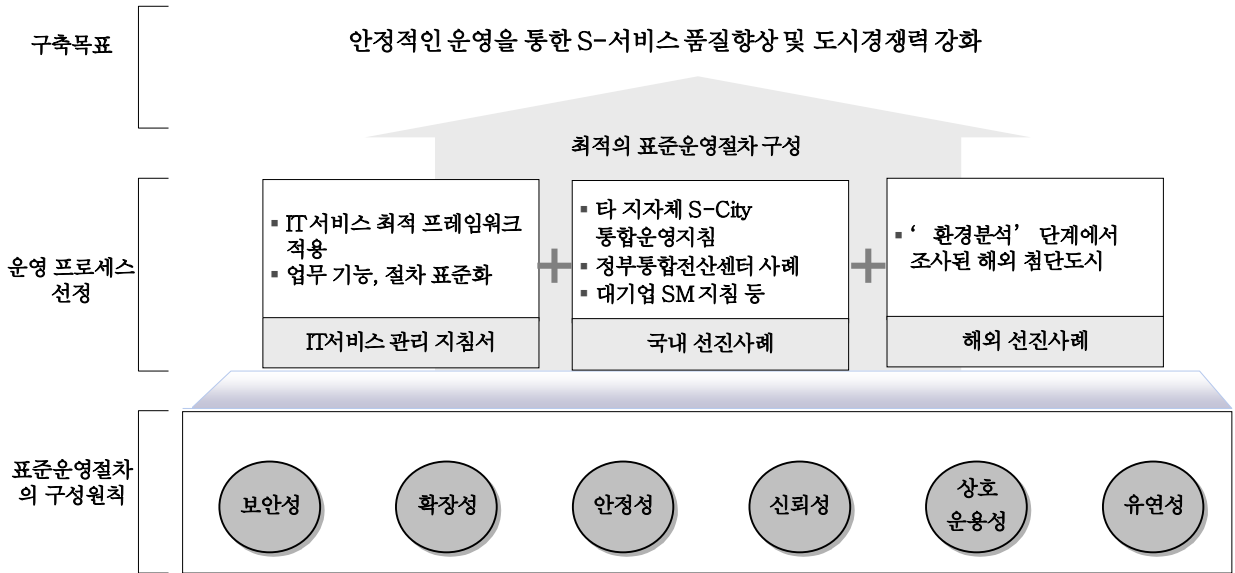 구축목표
안정적인 운영을 통한 S-서비스 품질향상 및 도시경쟁력 강화
최적의 표준운영절차 구성
운영 프로세스
선정
▪ IT 서비스 최적 프레임워크
적용
▪ 업무 기능, 절차 표준화
IT서비스 관리 지침서
+
▪ 타 지자체 S-City
통합운영지침
▪ 정부통합전산센터 사례
▪ 대기업 SM 지침 등
국내 선진사례
+
▪ ‘ 환경분석’ 단계에서
조사된 해외 첨단도시
해외 선진사례
표준운영절차
의 구성원칙
보안성
확장성
안정성
신뢰성
상호
운용성
유연성